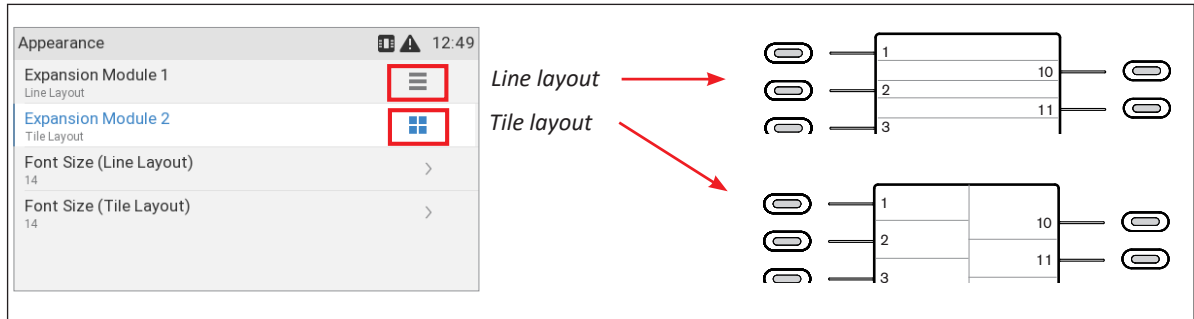 Appearance 12:49
Expansion Module 1
Line Layout
Expansion Module 2
Tile Layout
Font Size (Line Layout)
14
Font Size (Tile Layout)
14
Line layout
Tile layout
1
10
2
11
3
1
10
2
11
3